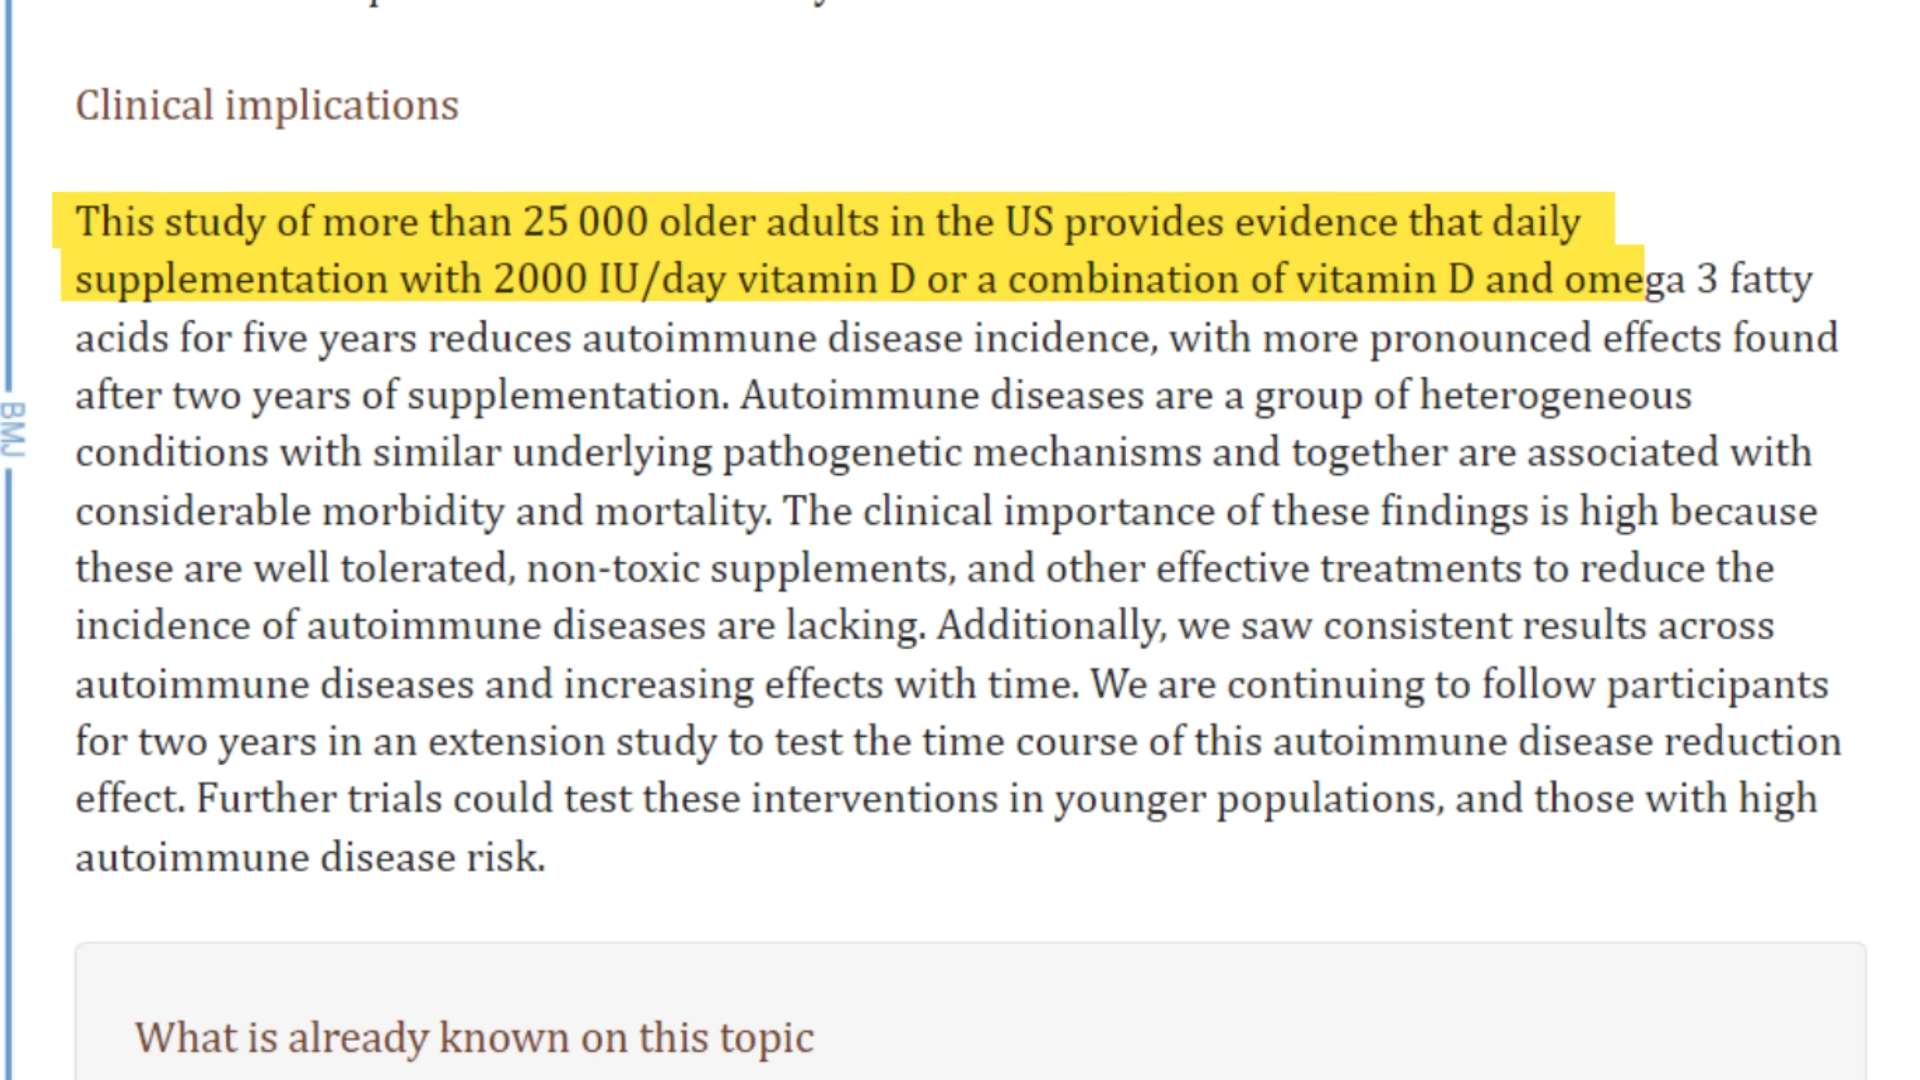 Clinical implications
This study of more than 25 000 older adults in the US provides evidence that daily
supplementation with 2000 IU/day vitamin D or a combination of vitamin D and omega 3 fatty
acids for five years reduces autoimmune disease incidence, with more pronounced effects found
after two years of supplementation. Autoimmune diseases are a group of heterogeneous
conditions with similar underlying pathogenetic mechanisms and together are associated with
considerable morbidity and mortality. The clinical importance of these findings is high because
these are well tolerated, non-toxic supplements, and other effective treatments to reduce the
incidence of autoimmune diseases are lacking. Additionally, we saw consistent results across
autoimmune diseases and increasing effects with time. We are continuing to follow participants
for two years in an extension study to test the time course of this autoimmune disease reduction
effect. Further trials could test these interventions in younger populations, and those with high
autoimmune disease risk.
What is already known on this topic
BMJ